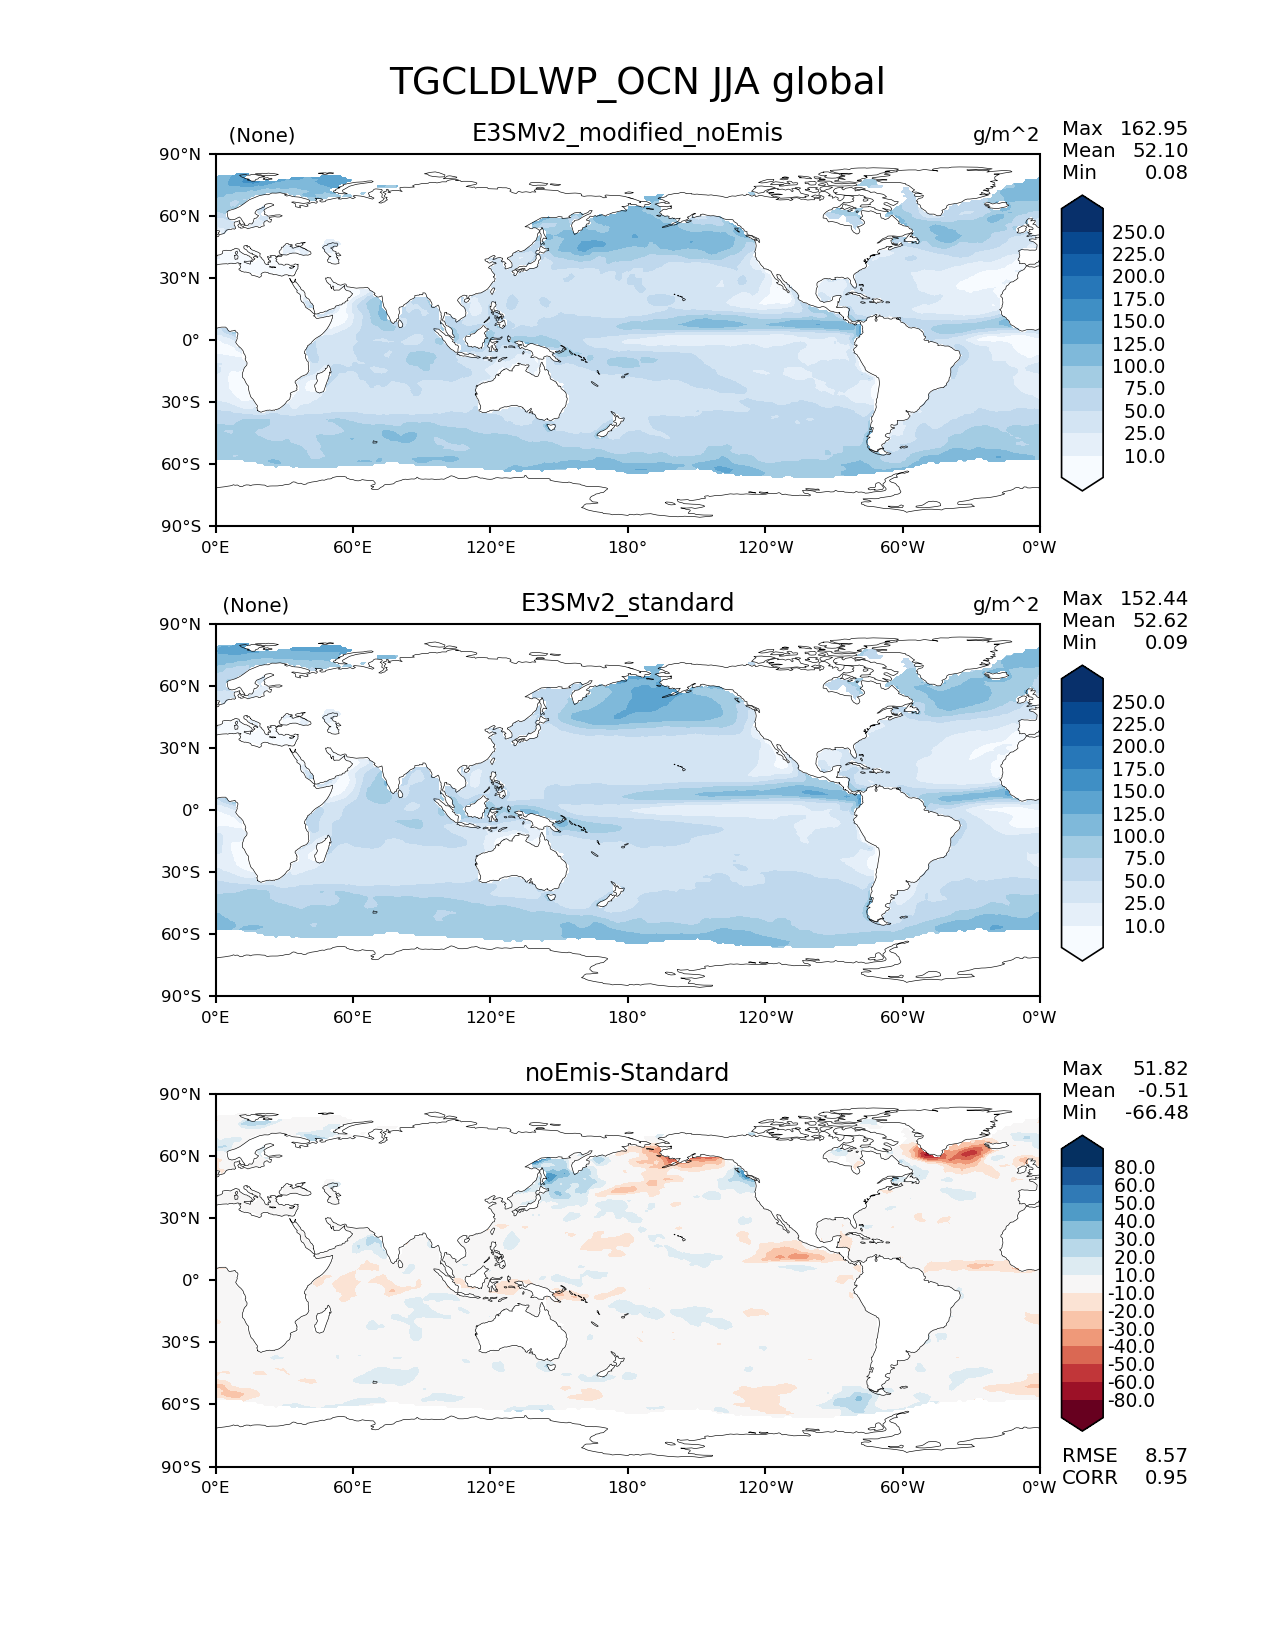 TGCLDLWP_OCN JJA global
(None) E3SMv2_modified_noEmis g/m^2
Max 162.95
Mean 52.10
Min 0.08
90°N
60°N
30°N
0°
30°S
60°S
90°S
0°E 60°E 120°E 180° 120°W 60°W 0°W
250.0
225.0
200.0
175.0
150.0
125.0
100.0
75.0
50.0
25.0
10.0
(None) E3SMv2_standard g/m^2
Max 152.44
Mean 52.62
Min 0.09
90°N
60°N
30°N
0°
30°S
60°S
90°S
0°E 60°E 120°E 180° 120°W 60°W 0°W
250.0
225.0
200.0
175.0
150.0
125.0
100.0
75.0
50.0
25.0
10.0
noEmis-Standard
Max 51.82
Mean -0.51
Min -66.48
90°N
60°N
30°N
0°
30°S
60°S
90°S
0°E 60°E 120°E 180° 120°W 60°W 0°W
80.0
60.0
50.0
40.0
30.0
20.0
10.0
-10.0
-20.0
-30.0
-40.0
-50.0
-60.0
-80.0
RMSE 8.57
CORR 0.95